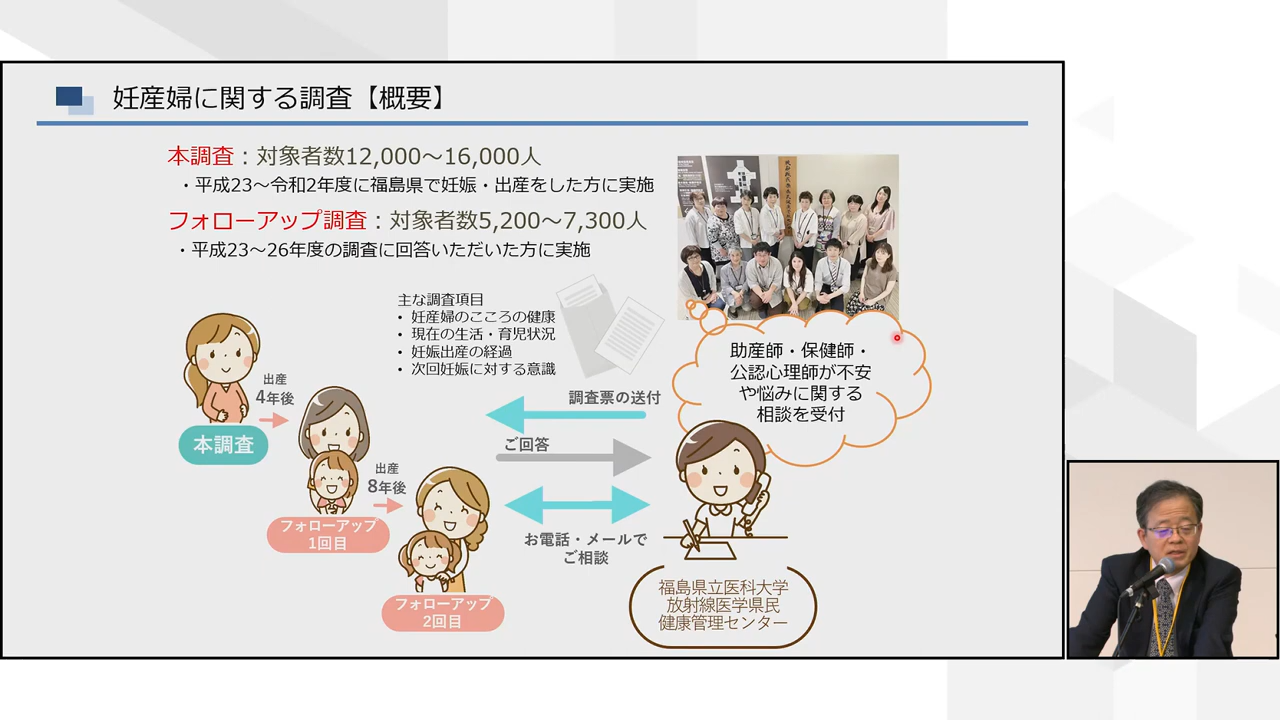 妊産婦に関する調査【概要】
本調査：対象者数12,000～16,000人
・平成23～令和2年度に福島県で妊娠・出産をした方に実施
フォローアップ調査：対象者数5,200～7,300人
・平成23～26年度の調査に回答いただいた方に実施
主な調査項目
• 妊産婦のこころの健康
• 現在の生活・育児状況
• 妊娠出産の経過
• 次回妊娠に対する意識
助産師・保健師・
公認心理師が不安
や悩みに関する
相談を受付
出産
4年後
本調査
出産
8年後
フォローアップ
1回目
フォローアップ
2回目
調査票の送付
ご回答
お電話・メールで
ご相談
福島県立医科大学
放射線医学県民
健康管理センター